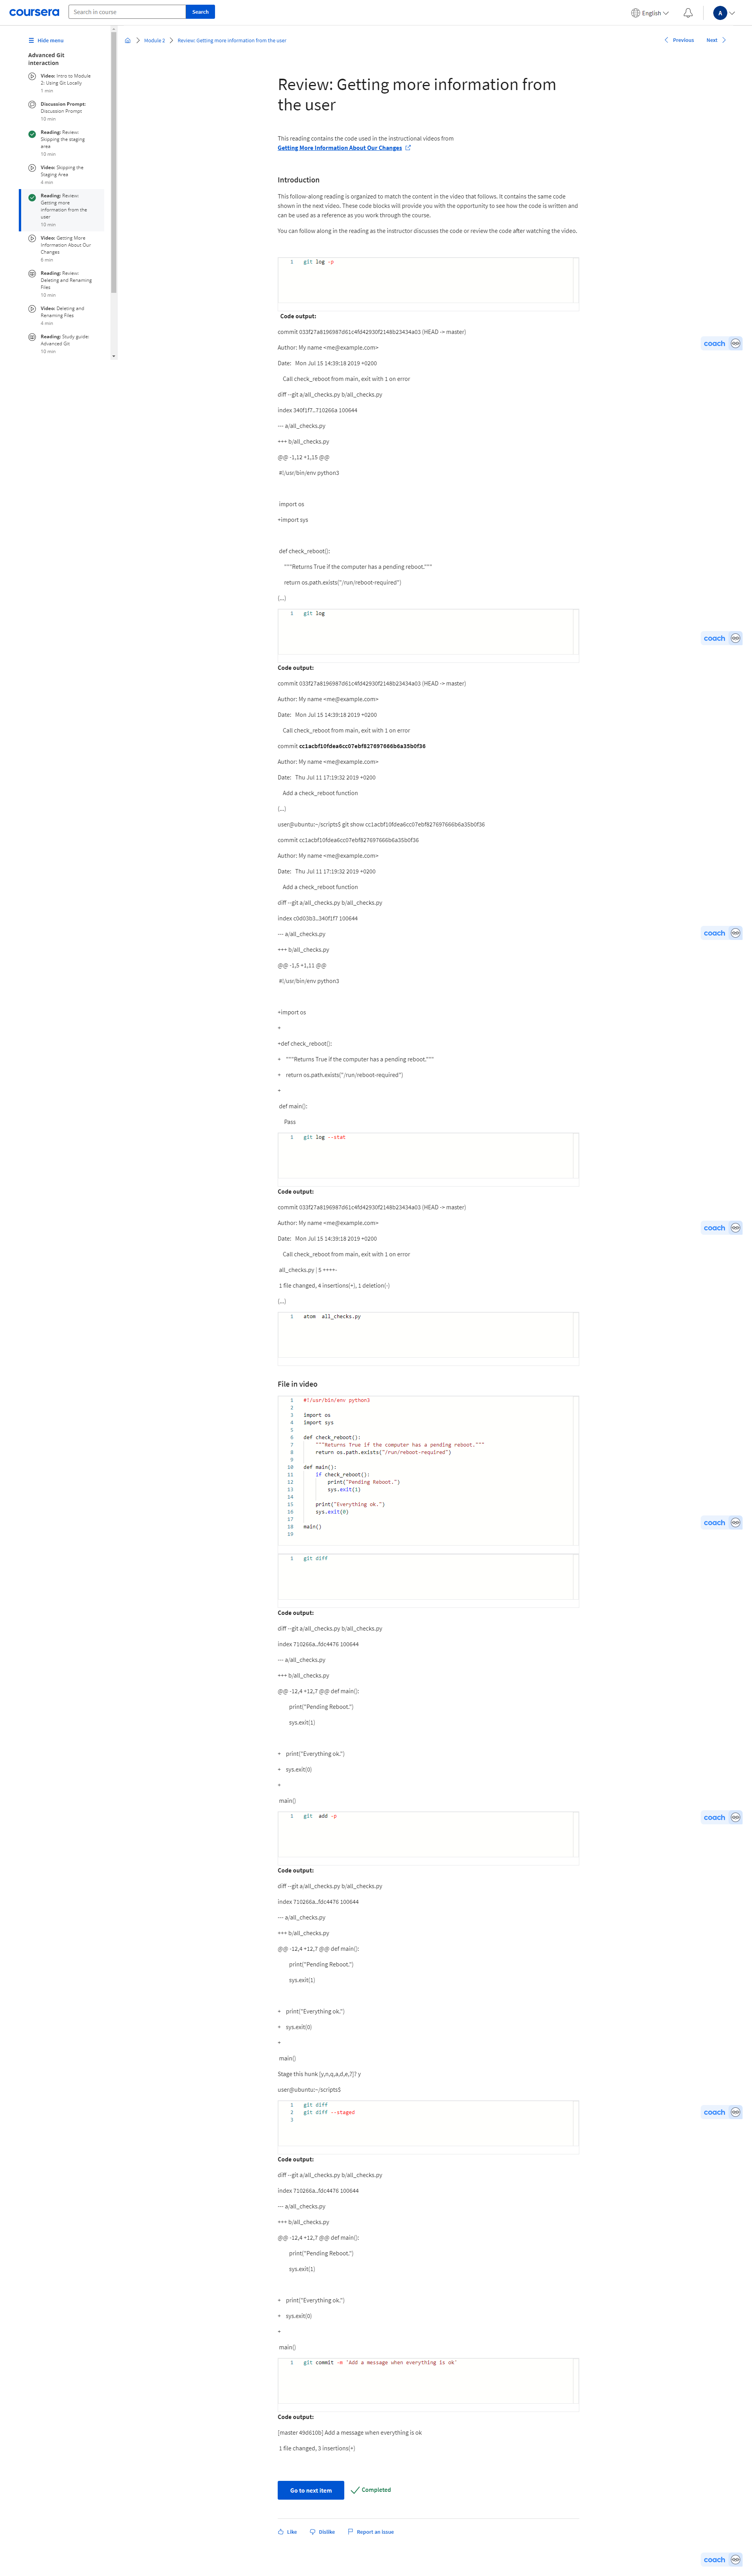 coursera
Search in course
Search
English
A
Hide menu
Module 2
Review: Getting more information from the user
Previous
Next
Advanced Git
interaction
Video: Intro to Module
2: Using Git Locally
1 min
Discussion Prompt:
Discussion Prompt
10 min
Reading: Review:
Skipping the staging
area
10 min
Video: Skipping the
Staging Area
4 min
Reading: Review:
Getting more
information from the
user
10 min
Video: Getting More
Information About Our
Changes
6 min
Reading: Review:
Deleting and Renaming
Files
10 min
Video: Deleting and
Renaming Files
4 min
Reading: Study guide:
Advanced Git
10 min
Review: Getting more information from
the user
This reading contains the code used in the instructional videos from
Getting More Information About Our Changes
Introduction
This follow-along reading is organized to match the content in the video that follows. It contains the same code
shown in the next video. These code blocks will provide you with the opportunity to see how the code is written and
can be used as a reference as you work through the course.
You can follow along in the reading as the instructor discusses the code or review the code after watching the video.
1 git log -p
Code output:
commit 033f27a8196987d61c4fd42930f2148b23434a03 (HEAD -> master)
coach
Author: My name <me@example.com>
Date:   Mon Jul 15 14:39:18 2019 +0200
Call check_reboot from main, exit with 1 on error
diff --git a/all_checks.py b/all_checks.py
index 340f1f7..710266a 100644
--- a/all_checks.py
+++ b/all_checks.py
@@ -1,12 +1,15 @@
#!/usr/bin/env python3
import os
+import sys
def check_reboot():
"""Returns True if the computer has a pending reboot."""
return os.path.exists("/run/reboot-required")
(...)
1 git log
coach
Code output:
commit 033f27a8196987d61c4fd42930f2148b23434a03 (HEAD -> master)
Author: My name <me@example.com>
Date:   Mon Jul 15 14:39:18 2019 +0200
Call check_reboot from main, exit with 1 on error
commit cc1acbf10fdea6cc07ebf827697666b6a35b0f36
Author: My name <me@example.com>
Date:   Thu Jul 11 17:19:32 2019 +0200
Add a check_reboot function
(...)
user@ubuntu:~/scripts$ git show cc1acbf10fdea6cc07ebf827697666b6a35b0f36
commit cc1acbf10fdea6cc07ebf827697666b6a35b0f36
Author: My name <me@example.com>
Date:   Thu Jul 11 17:19:32 2019 +0200
Add a check_reboot function
diff --git a/all_checks.py b/all_checks.py
index c0d03b3..340f1f7 100644
--- a/all_checks.py
coach
+++ b/all_checks.py
@@ -1,5 +1,11 @@
#!/usr/bin/env python3
+import os
+
+def check_reboot():
+    """Returns True if the computer has a pending reboot."""
+    return os.path.exists("/run/reboot-required")
+
def main():
Pass
1 git log --stat
Code output:
commit 033f27a8196987d61c4fd42930f2148b23434a03 (HEAD -> master)
Author: My name <me@example.com>
coach
Date:   Mon Jul 15 14:39:18 2019 +0200
Call check_reboot from main, exit with 1 on error
all_checks.py | 5 ++++-
1 file changed, 4 insertions(+), 1 deletion(-)
(...)
1 atom  all_checks.py
File in video
1 #!/usr/bin/env python3
2
3 import os
4 import sys
5
6 def check_reboot():
7     """Returns True if the computer has a pending reboot."""
8     return os.path.exists("/run/reboot-required")
9
10 def main():
11     if check_reboot():
12         print("Pending Reboot.")
13         sys.exit(1)
14
15     print("Everything ok.")
16     sys.exit(0)
17
18 main()
19
coach
1 git diff
Code output:
diff --git a/all_checks.py b/all_checks.py
index 710266a..fdc4476 100644
--- a/all_checks.py
+++ b/all_checks.py
@@ -12,4 +12,7 @@ def main():
print("Pending Reboot.")
sys.exit(1)
+    print("Everything ok.")
+    sys.exit(0)
+
main()
1 git  add -p
coach
Code output:
diff --git a/all_checks.py b/all_checks.py
index 710266a..fdc4476 100644
--- a/all_checks.py
+++ b/all_checks.py
@@ -12,4 +12,7 @@ def main():
print("Pending Reboot.")
sys.exit(1)
+    print("Everything ok.")
+    sys.exit(0)
+
main()
Stage this hunk [y,n,q,a,d,e,?]? y
user@ubuntu:~/scripts$
1 git diff
2 git diff --staged
3
coach
Code output:
diff --git a/all_checks.py b/all_checks.py
index 710266a..fdc4476 100644
--- a/all_checks.py
+++ b/all_checks.py
@@ -12,4 +12,7 @@ def main():
print("Pending Reboot.")
sys.exit(1)
+    print("Everything ok.")
+    sys.exit(0)
+
main()
1 git commit -m 'Add a message when everything is ok'
Code output:
[master 49d610b] Add a message when everything is ok
1 file changed, 3 insertions(+)
Go to next item
Completed
Like
Dislike
Report an issue
coach